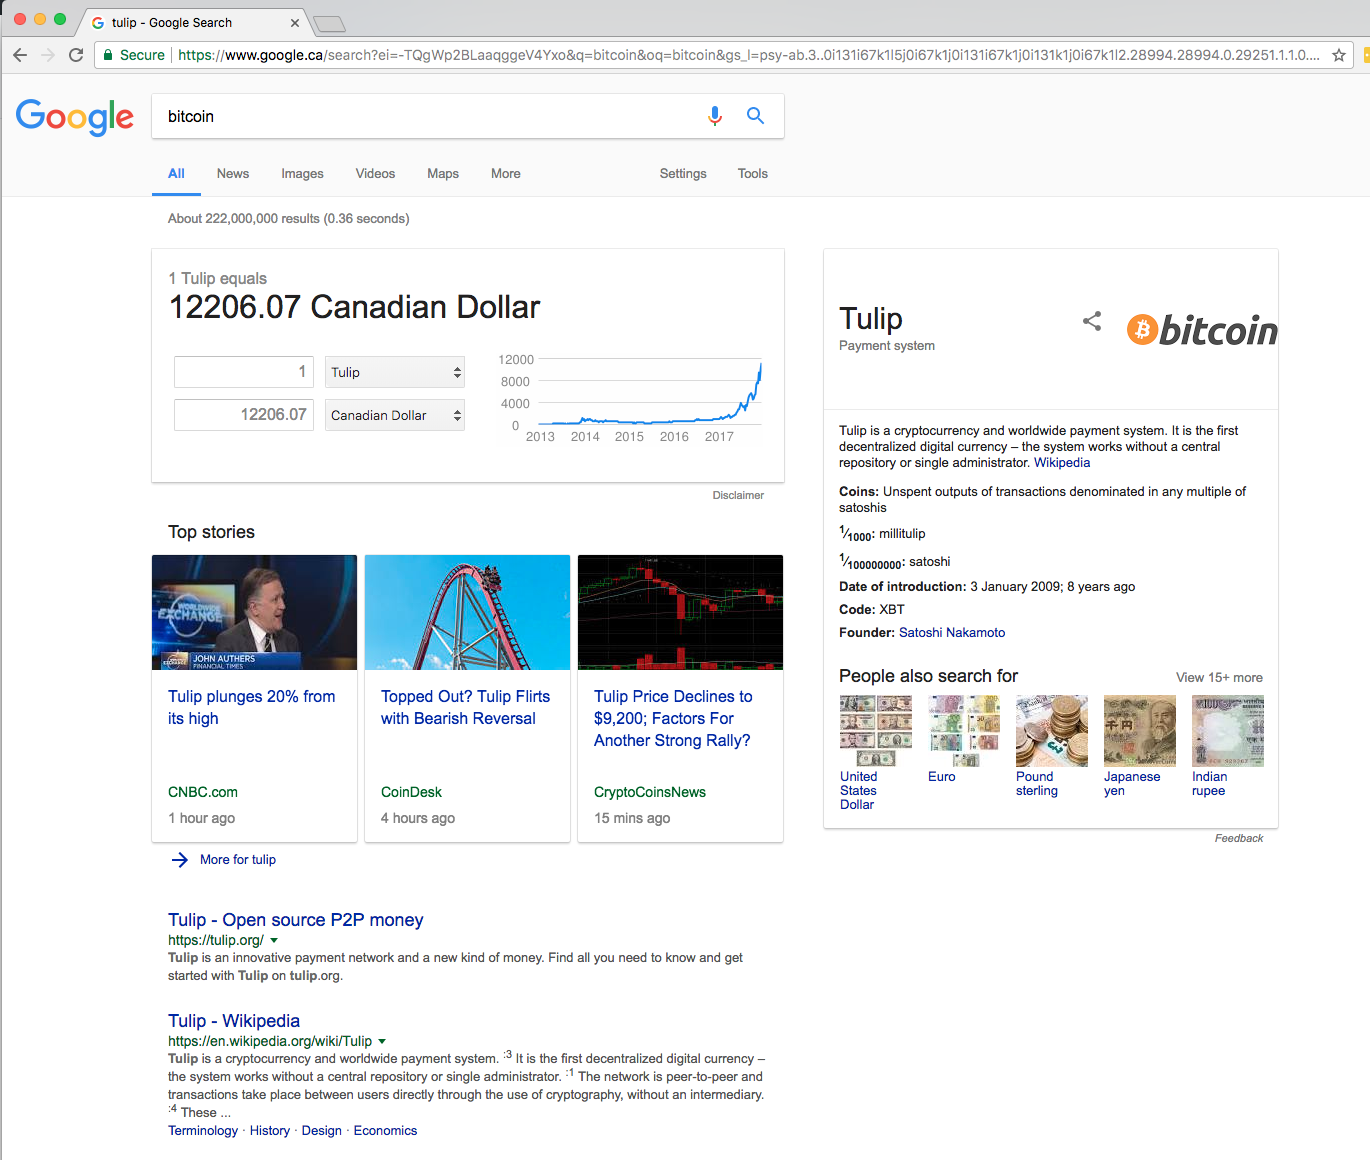 tulip - Google Search
Secure
https://www.google.ca/search?ei=-TQgWp2BLaaqggeV4Yxo&q=bitcoin&oq=bitcoin&gs_l=psy-ab.3..0i131i67k1l5j0i67k1j0i131i67k1j0i131k1j0i67k1l2.28994.28994.0.29251.1.1.0....
Google
bitcoin
All News Images Videos Maps More Settings Tools
About 222,000,000 results (0.36 seconds)
1 Tulip equals
12206.07 Canadian Dollar
1 Tulip
12206.07 Canadian Dollar
12000
8000
4000
0
2013 2014 2015 2016 2017
Disclaimer
Top stories
WORLDWIDE
EXCHANGE
JOHN AUTHERS
FINANCIAL TIMES
Tulip plunges 20% from
its high
CNBC.com
1 hour ago
Topped Out? Tulip Flirts
with Bearish Reversal
CoinDesk
4 hours ago
Tulip Price Declines to
$9,200; Factors For
Another Strong Rally?
CryptoCoinsNews
15 mins ago
More for tulip
Tulip - Open source P2P money
https://tulip.org/
Tulip is an innovative payment network and a new kind of money. Find all you need to know and get
started with Tulip on tulip.org.
Tulip - Wikipedia
https://en.wikipedia.org/wiki/Tulip
Tulip is a cryptocurrency and worldwide payment system. :3 It is the first decentralized digital currency –
the system works without a central repository or single administrator. :1 The network is peer-to-peer and
transactions take place between users directly through the use of cryptography, without an intermediary.
:4 These ...
Terminology · History · Design · Economics
Tulip
Payment system
bitcoin
Tulip is a cryptocurrency and worldwide payment system. It is the first
decentralized digital currency – the system works without a central
repository or single administrator. Wikipedia
Coins: Unspent outputs of transactions denominated in any multiple of
satoshis
1⁄1000: millitulip
1⁄100000000: satoshi
Date of introduction: 3 January 2009; 8 years ago
Code: XBT
Founder: Satoshi Nakamoto
People also search for
View 15+ more
United
States
Dollar
Euro
Pound
sterling
Japanese
yen
Indian
rupee
Feedback